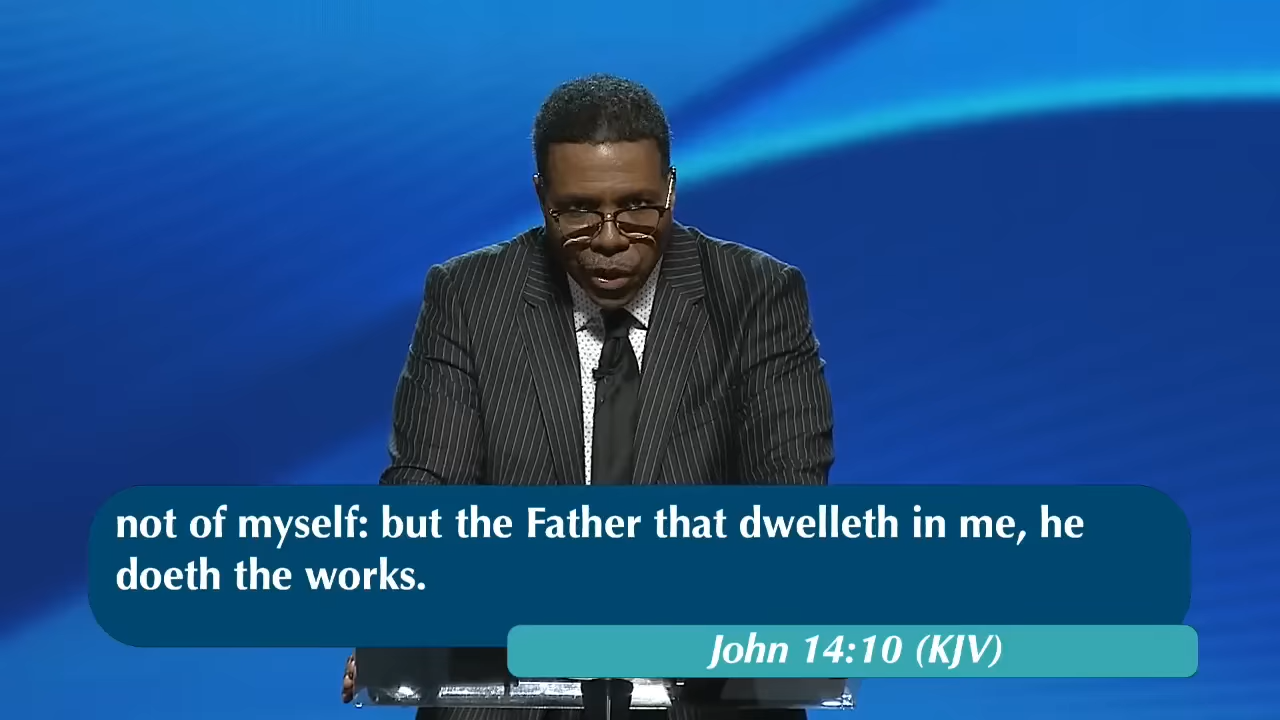 not of myself: but the Father that dwelleth in me, he
doeth the works.
John 14:10 (KJV)